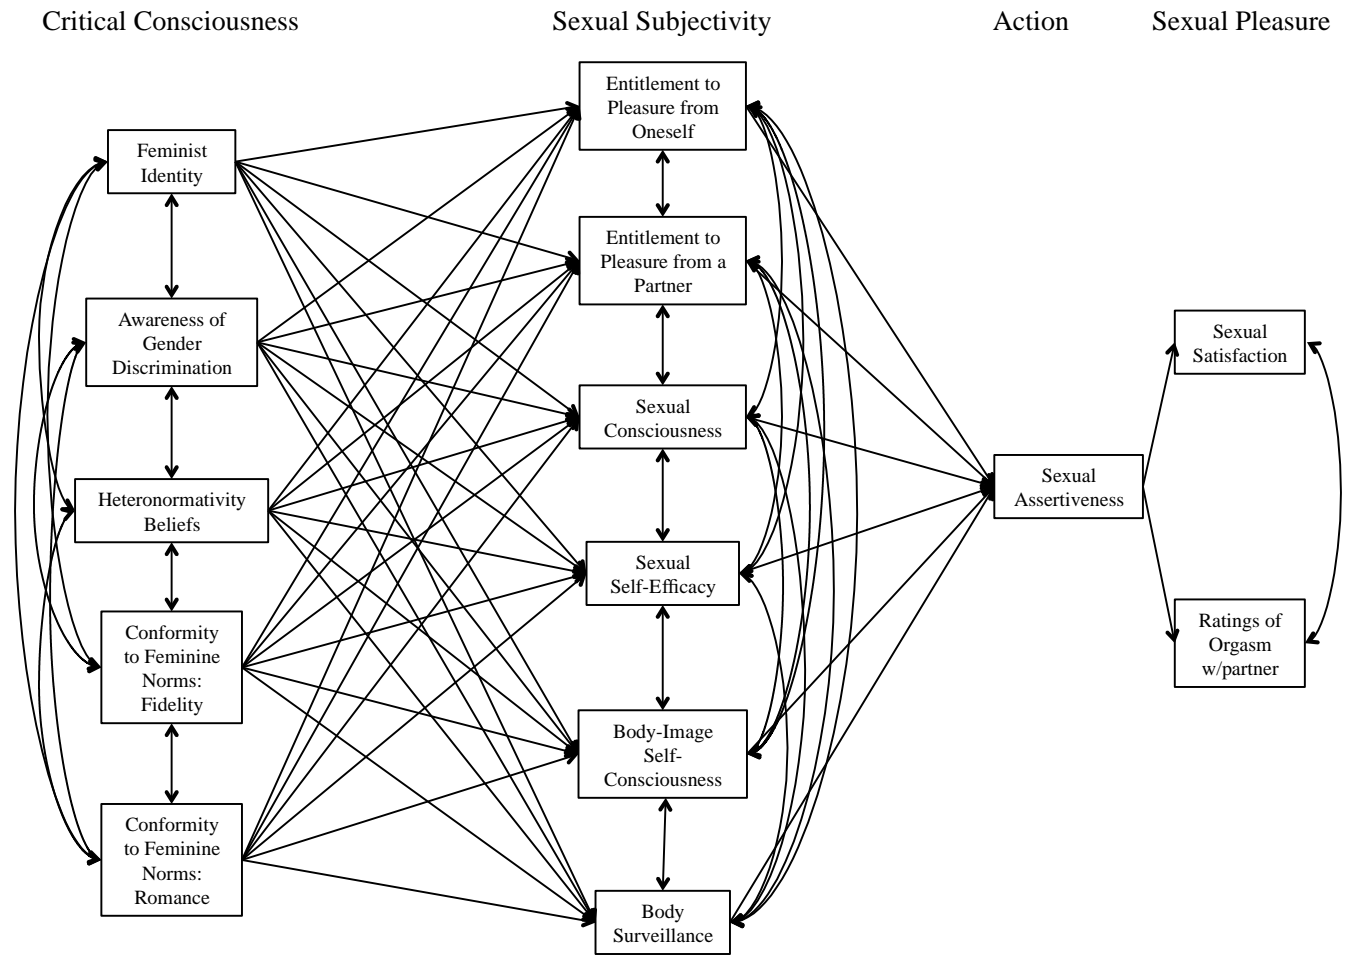 Critical Consciousness
Sexual Subjectivity
Action
Sexual Pleasure
Feminist
Identity
Awareness of
Gender
Discrimination
Heteronormativity
Beliefs
Conformity
to Feminine
Norms:
Fidelity
Conformity
to Feminine
Norms:
Romance
Entitlement to
Pleasure from
Oneself
Entitlement to
Pleasure from a
Partner
Sexual
Consciousness
Sexual
Self-Efficacy
Body-Image
Self-
Consciousness
Body
Surveillance
Sexual
Assertiveness
Sexual
Satisfaction
Ratings of
Orgasm
w/partner